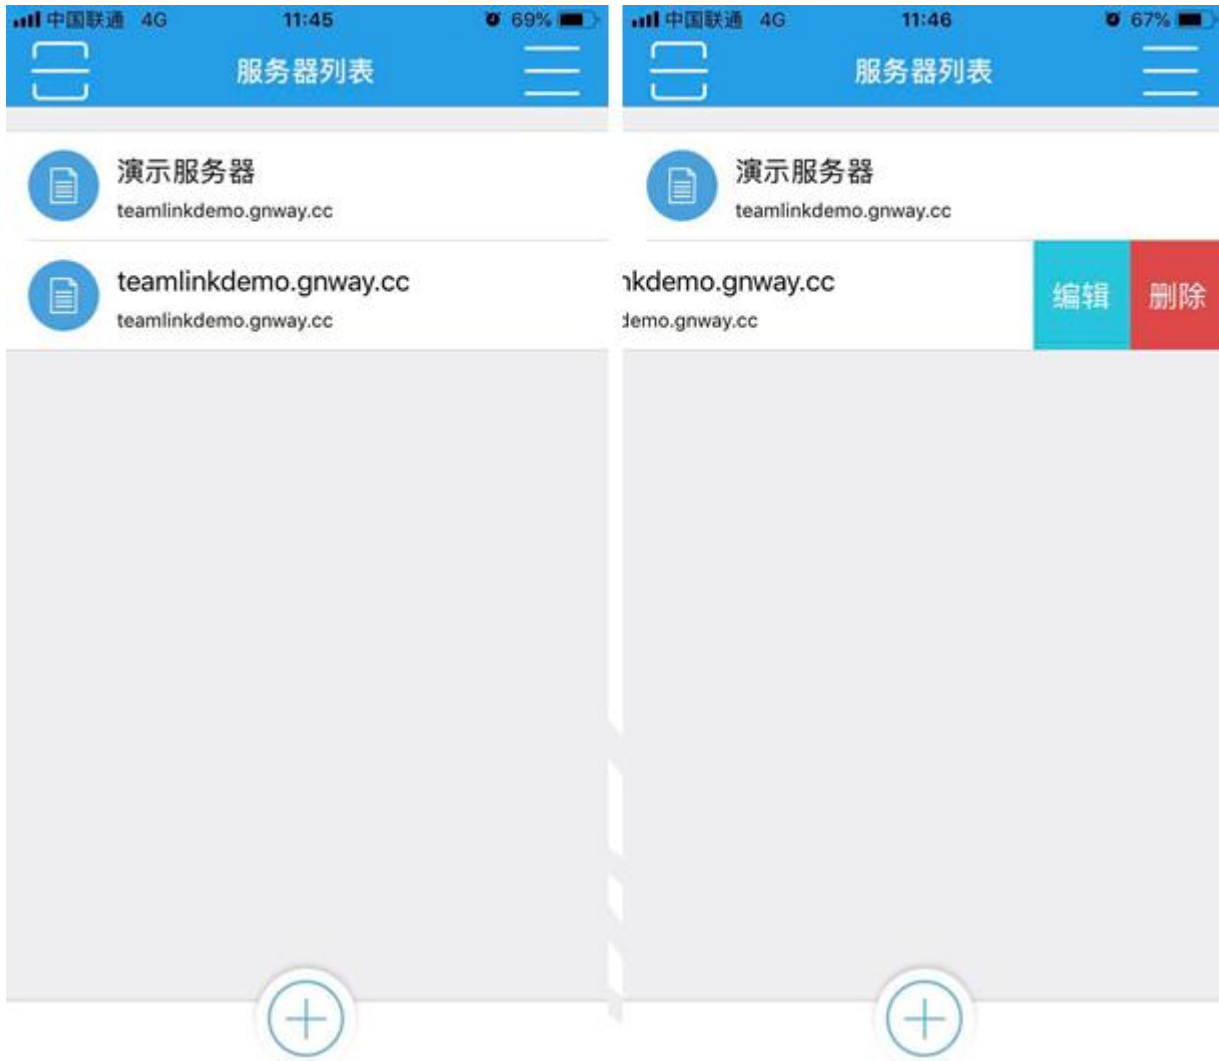 中国联通 4G 11:45 69%
服务器列表
演示服务器
teamlinkdemo.gnway.cc
teamlinkdemo.gnway.cc
teamlinkdemo.gnway.cc
中国联通 4G 11:46 67%
服务器列表
演示服务器
teamlinkdemo.gnway.cc
nkdemo.gnway.cc
demo.gnway.cc
编辑 删除